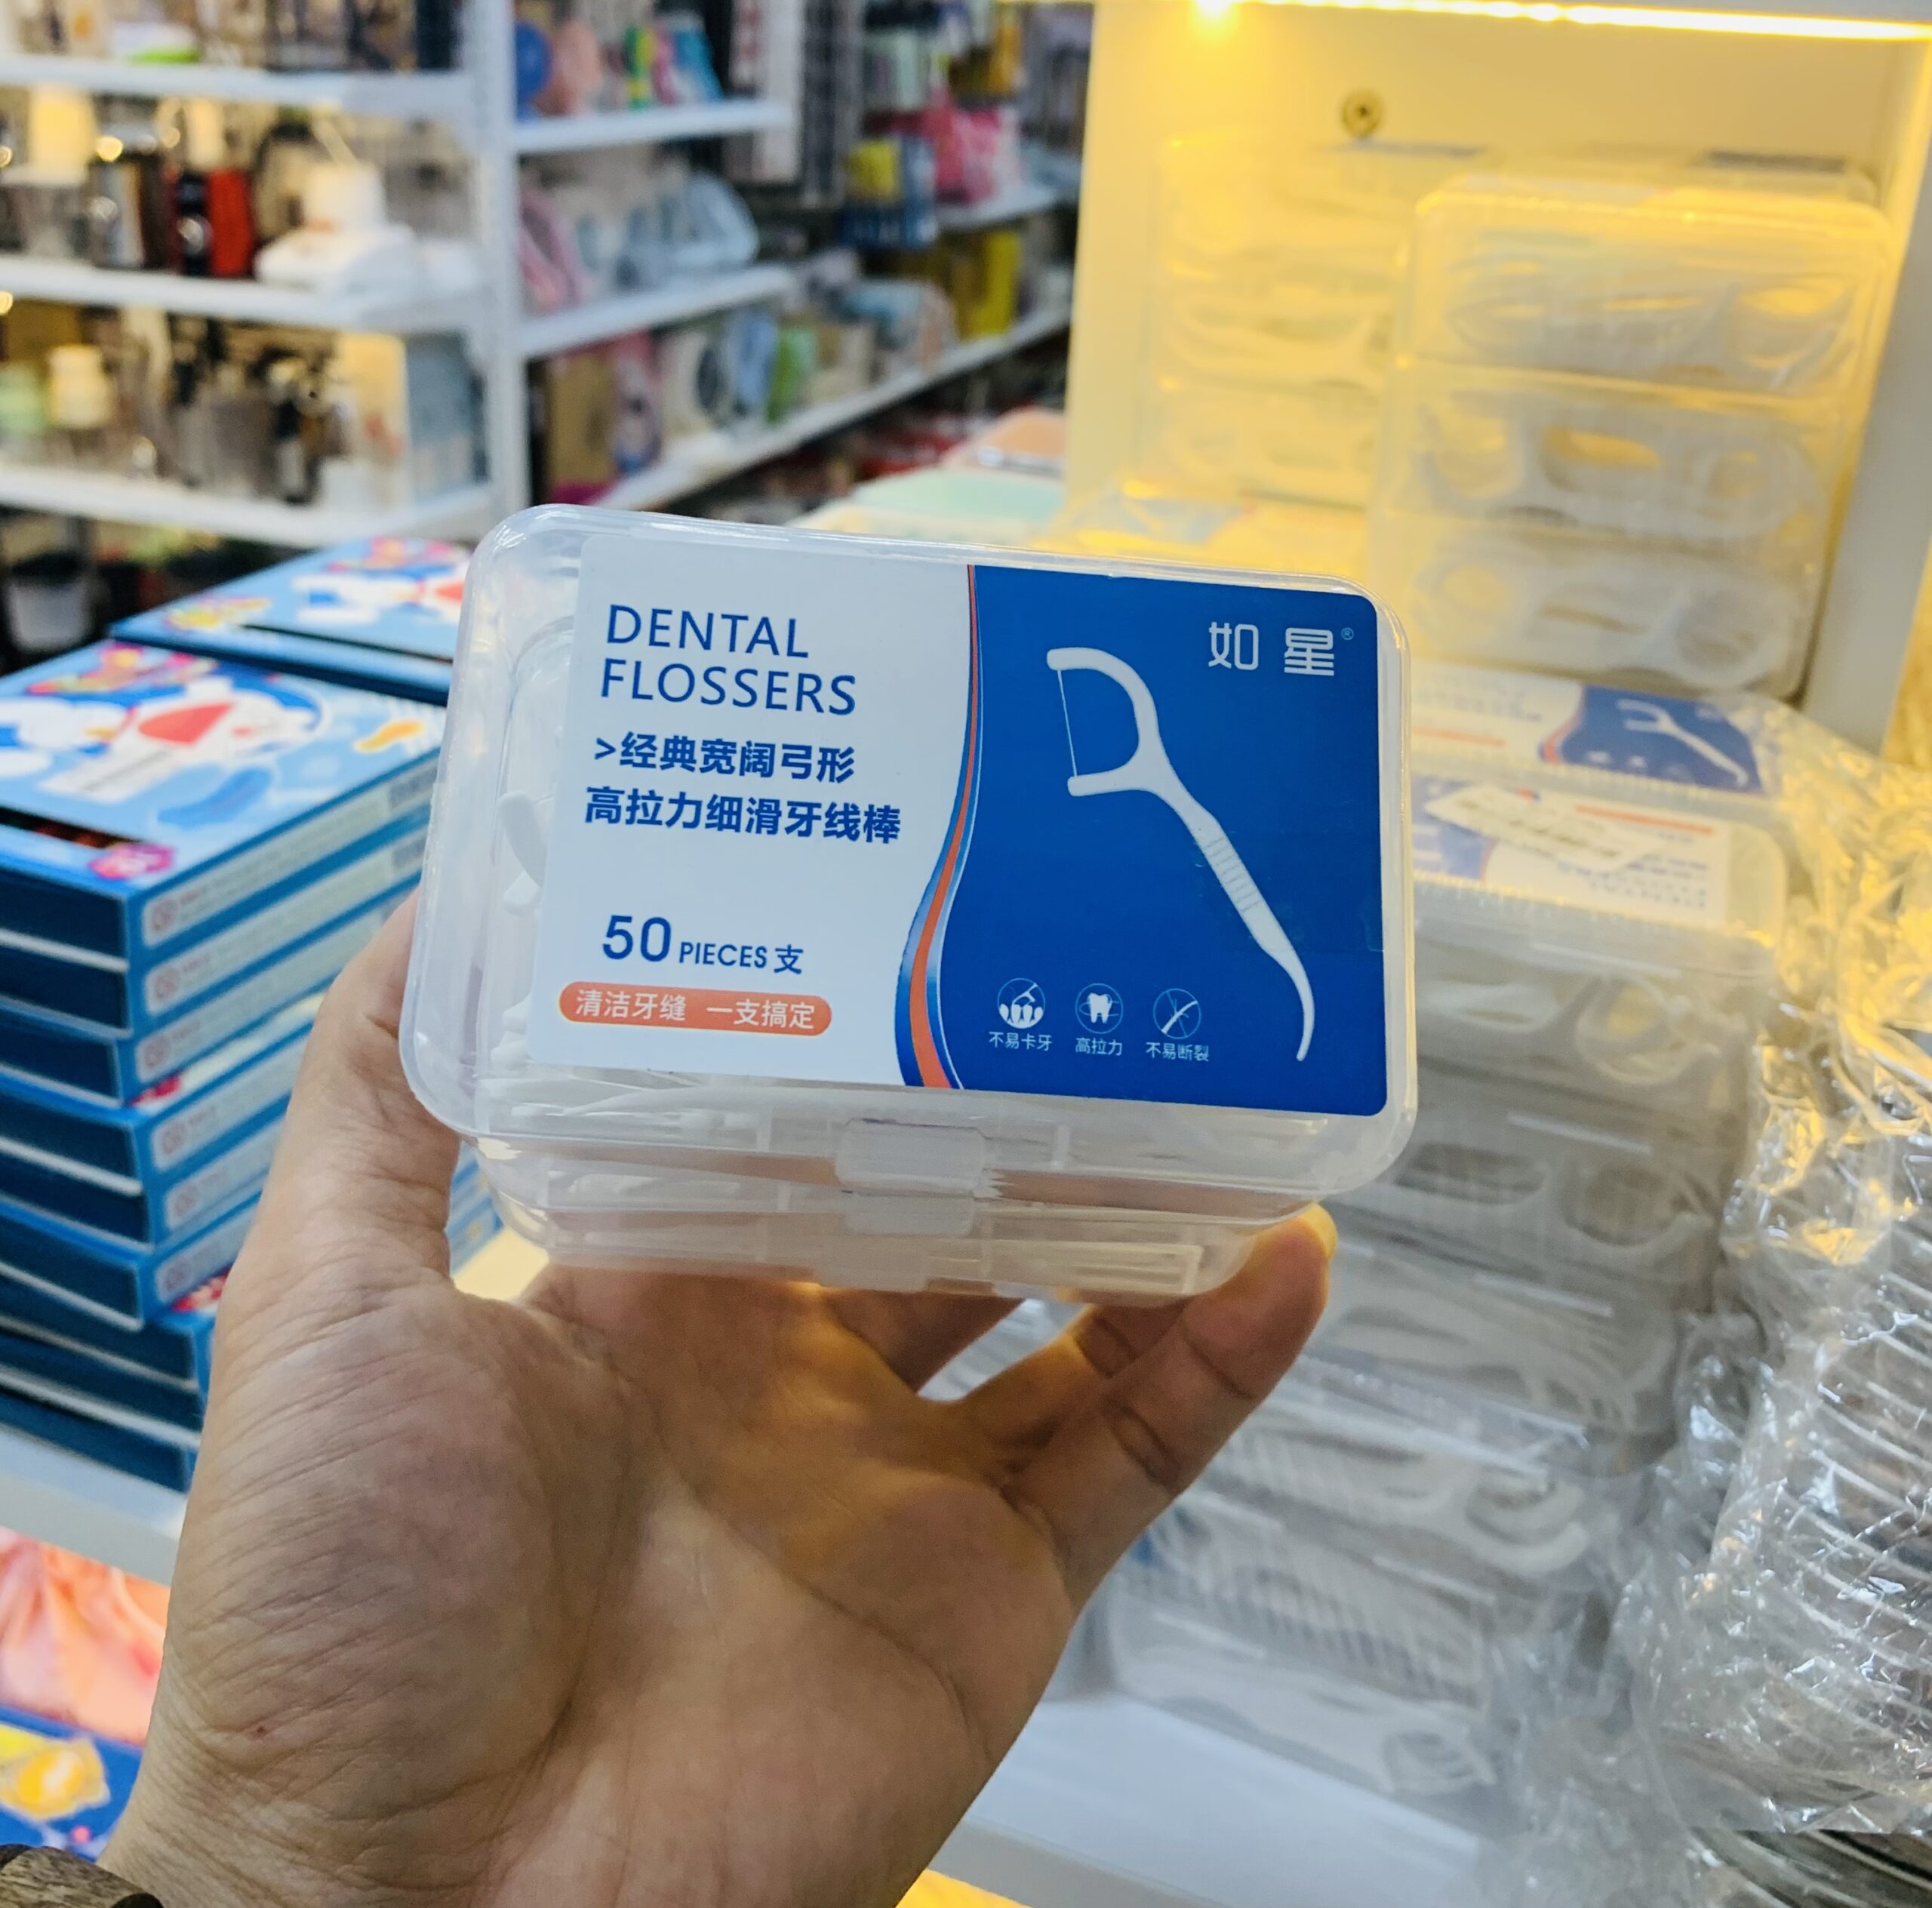 DENTAL
FLOSSERS
>经典宽阔弓形
高拉力细滑牙线棒
50 PIECES 支
清洁牙缝 一支搞定
如星®
不易卡牙
高拉力
不易断裂